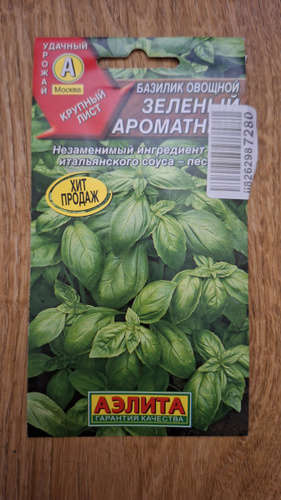 УДАЧНЫЙ
УРОЖАЙ
А
Москва
КРУПНЫЙ
ЛИСТ
БАЗИЛИК ОВОЩНОЙ
ЗЕЛЕНЫЙ
АРОМАТН
Незаменимый ингредиент
итальянского соуса – пес
ХИТ
ПРОДАЖ
АЭЛИТА
ГАРАНТИЯ КАЧЕСТВА